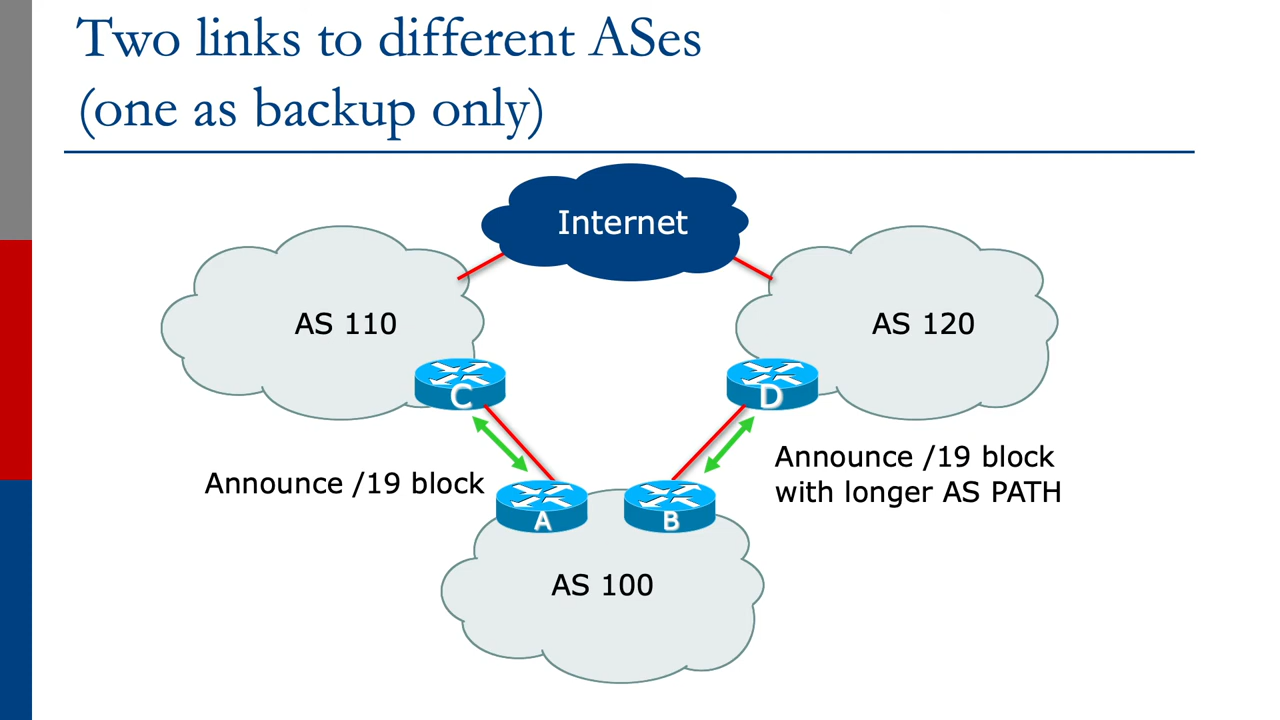 Two links to different ASes
(one as backup only)
Internet
AS 110
AS 120
C
D
Announce /19 block
Announce /19 block
with longer AS PATH
A
B
AS 100